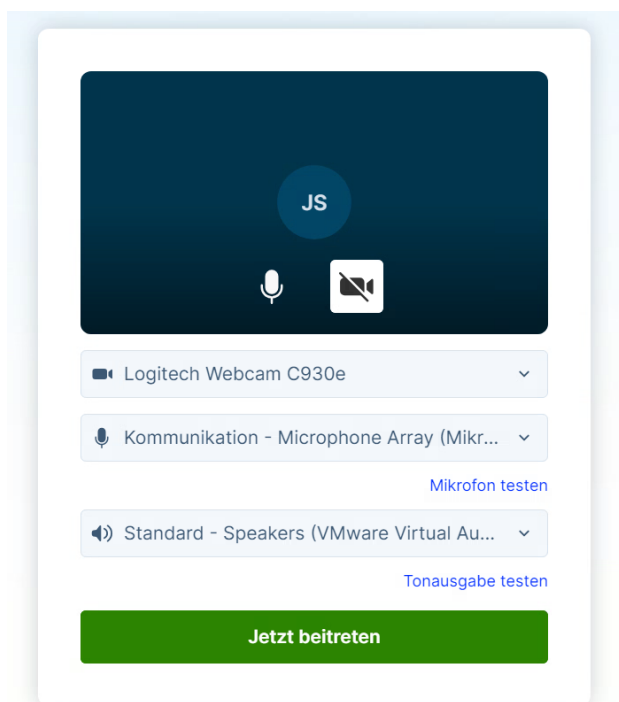 JS
Logitech Webcam C930e
Kommunikation - Microphone Array (Mikr...
Mikrofon testen
Standard - Speakers (VMware Virtual Au...
Tonausgabe testen
Jetzt beitreten